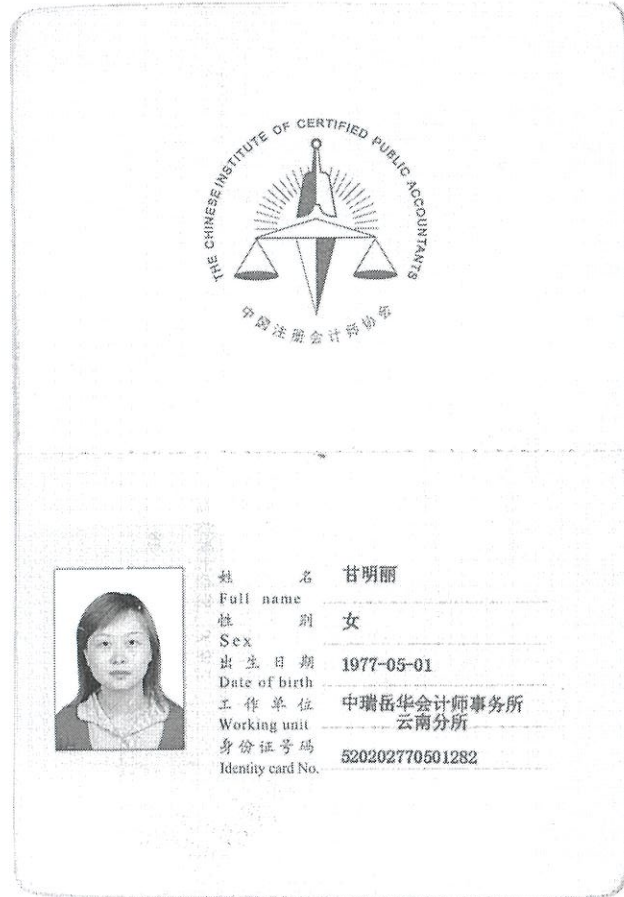 THE CHINESE INSTITUTE OF CERTIFIED PUBLIC ACCOUNTANTS
中国注册会计师协会
姓 名 甘明丽
Full name
性 别 女
Sex
出 生 日 期 1977-05-01
Date of birth
工 作 单 位 中瑞岳华会计师事务所
Working unit 云南分所
身 份 证 号 码 520202770501282
Identity card No.